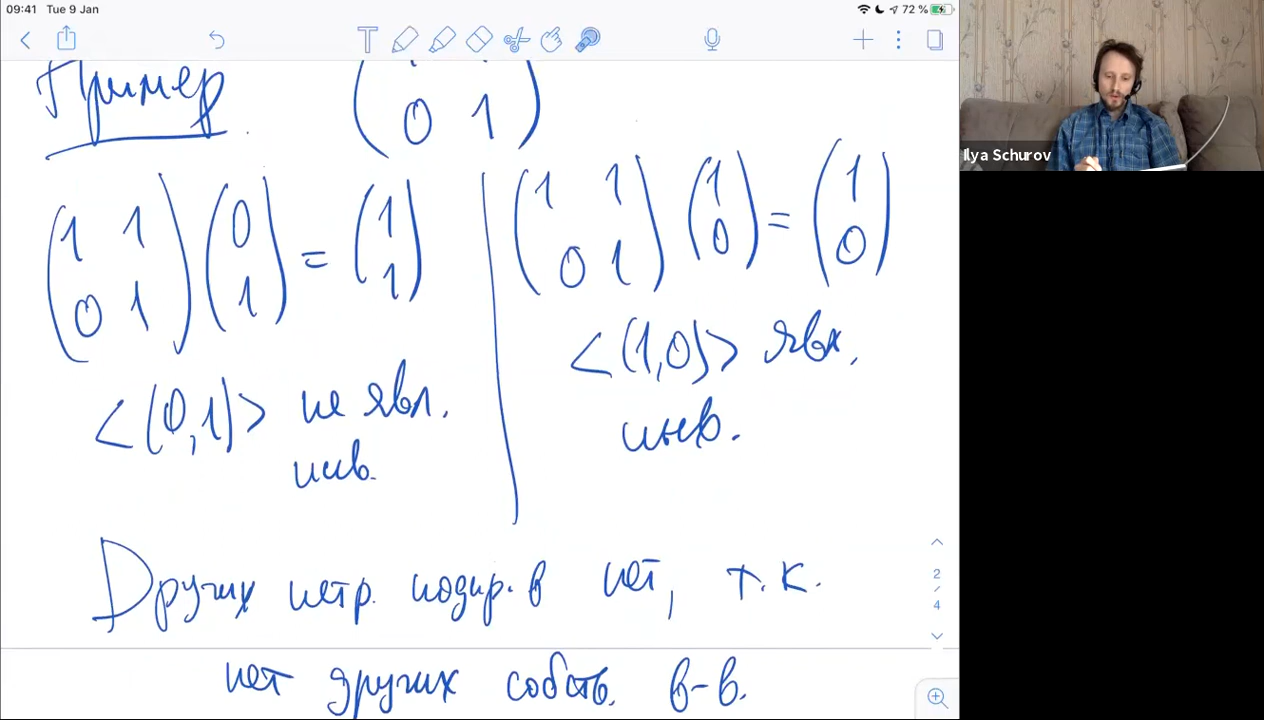 09:41 Tue 9 Jan
72 %
Пример.
0 1
(1 1
0 1) (0
1) = (1
1)
<(0,1)> не явл.
инв.
(1 1
0 1) (1
0) = (1
0)
<(1,0)> явл.
инв.
Других нетр. подпр. в нет, т.к.
нет других собств. в-в.
2
/
4
Ilya Schurov